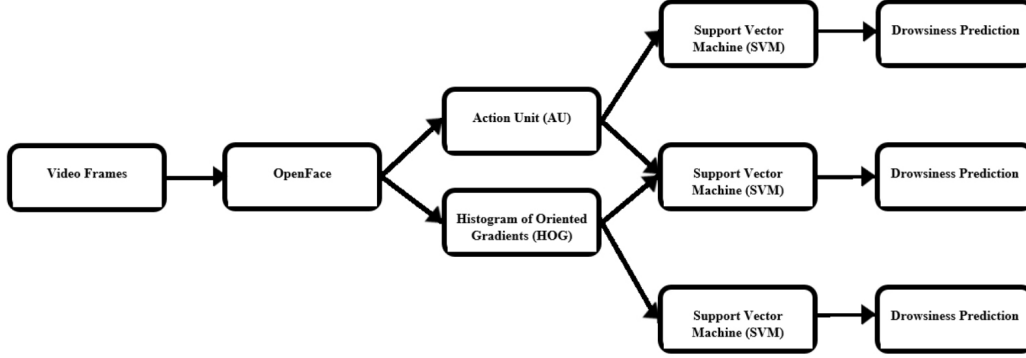 Support Vector
Machine (SVM)
Drowsiness Prediction
Action Unit (AU)
Video Frames
OpenFace
Support Vector
Machine (SVM)
Drowsiness Prediction
Histogram of Oriented
Gradients (HOG)
Support Vector
Machine (SVM)
Drowsiness Prediction